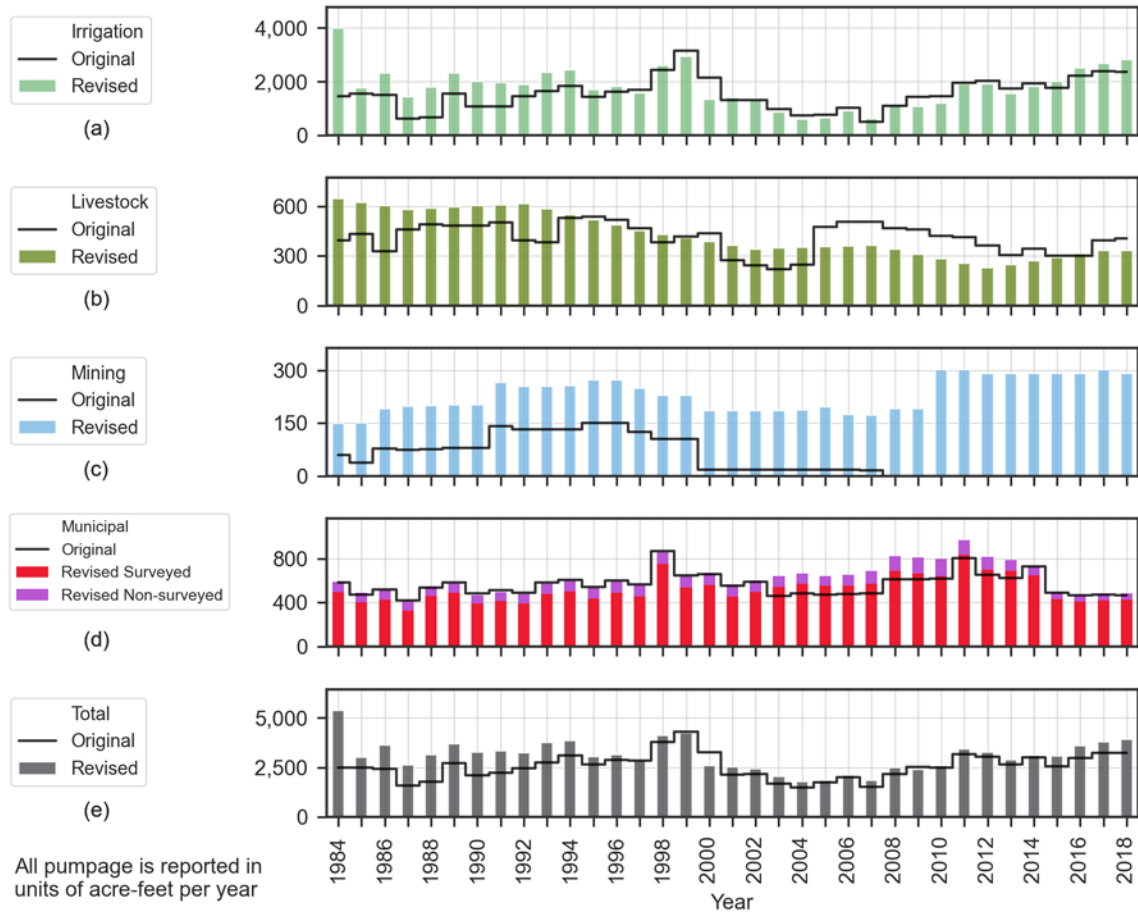 Irrigation
Original
Revised
(a)
4,000
2,000
0
Livestock
Original
Revised
(b)
600
300
0
Mining
Original
Revised
(c)
300
150
0
Municipal
Original
Revised Surveyed
Revised Non-surveyed
(d)
800
400
0
Total
Original
Revised
(e)
5,000
2,500
0
1984 1986 1988 1990 1992 1994 1996 1998 2000 2002 2004 2006 2008 2010 2012 2014 2016 2018
Year
All pumpage is reported in
units of acre-feet per year